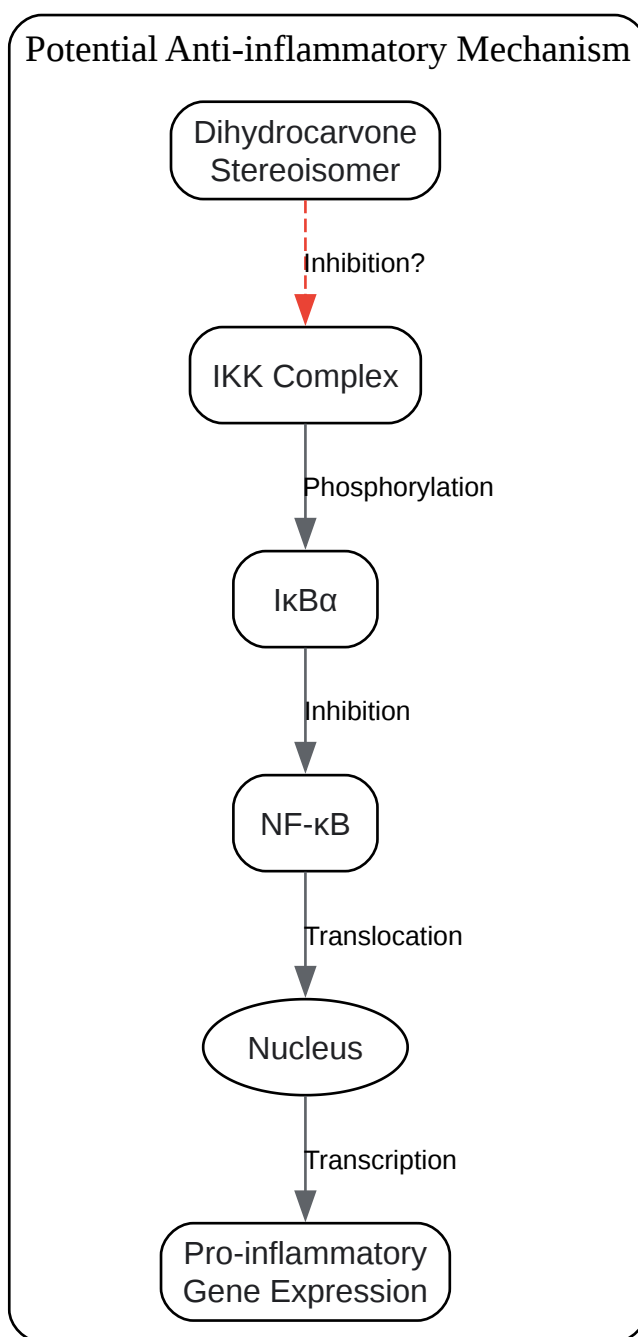 Potential Anti-inflammatory Mechanism
Dihydrocarvone
Stereoisomer
Inhibition?
IKK Complex
Phosphorylation
IκBα
Inhibition
NF-κB
Translocation
Nucleus
Transcription
Pro-inflammatory
Gene Expression